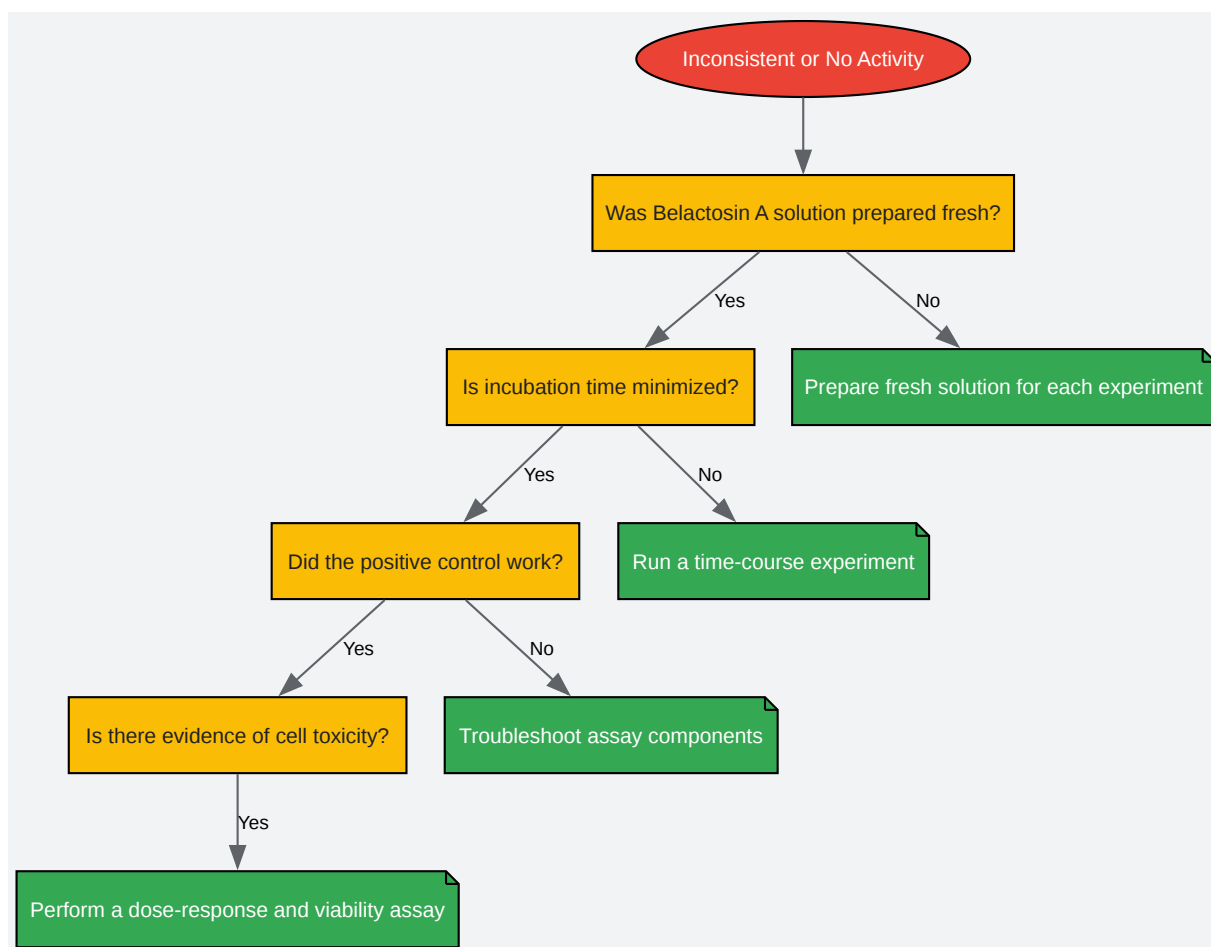 Inconsistent or No Activity
Was Belactosin A solution prepared fresh?
Yes
No
Is incubation time minimized?
Prepare fresh solution for each experiment
Yes
No
Did the positive control work?
Run a time-course experiment
Yes
No
Is there evidence of cell toxicity?
Troubleshoot assay components
Yes
Perform a dose-response and viability assay